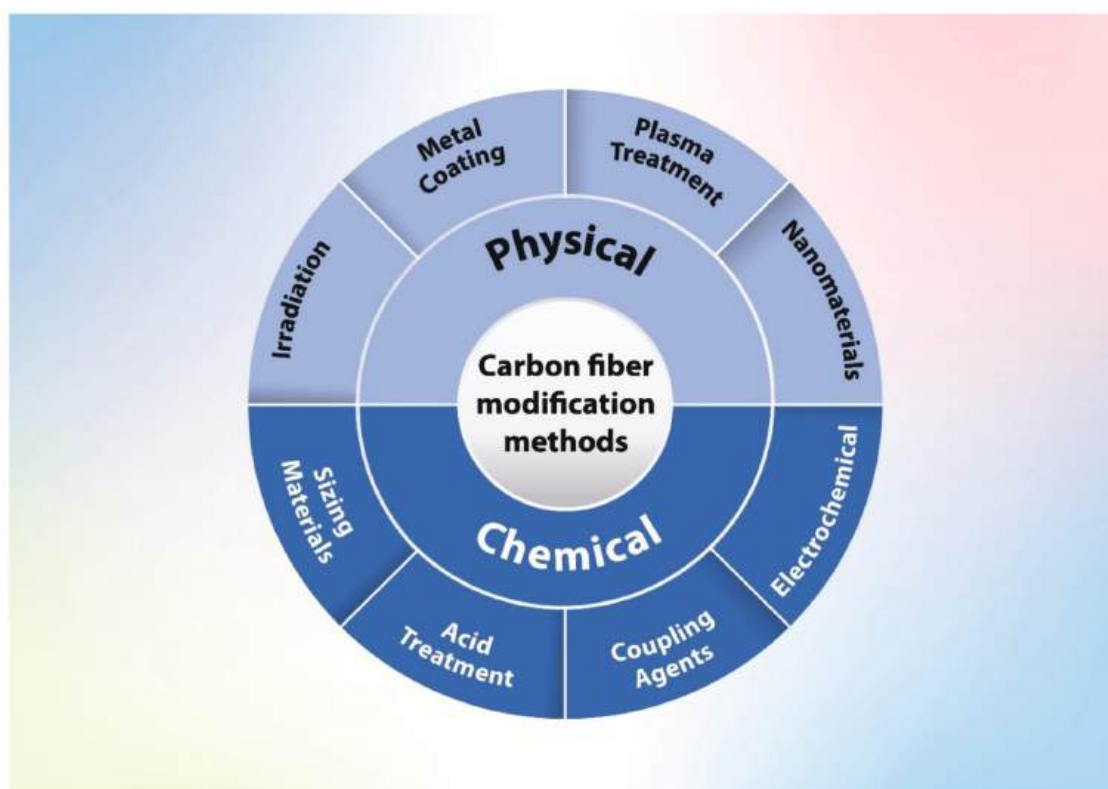 Metal
Coating
Plasma
Treatment
Irradiation
Physical
Nanomaterials
Carbon fiber
modification
methods
Sizing
Materials
Chemical
Electrochemical
Acid
Treatment
Coupling
Agents